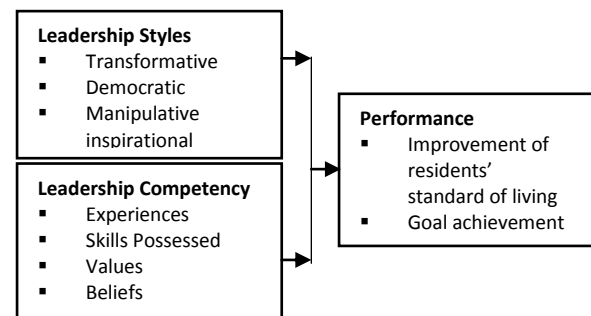 Leadership Styles
▪ Transformative
▪ Democratic
▪ Manipulative
inspirational
Leadership Competency
▪ Experiences
▪ Skills Possessed
▪ Values
▪ Beliefs
Performance
▪ Improvement of
residents’
standard of living
▪ Goal achievement